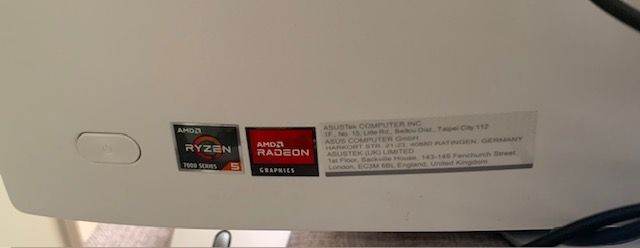 AMD
RYZEN
7000 SERIES 5
AMD
RADEON
GRAPHICS
ASUSTek COMPUTER INC.
1F., No. 15, Lide Rd., Beitou Dist., Taipei City 112
ASUS COMPUTER GmbH
HARKORT STR. 21-23, 40880 RATINGEN, GERMANY
ASUSTEK (UK) LIMITED
1st Floor, Sackville House, 143-149 Fenchurch Street,
London, EC3M 6BL, England, United Kingdom